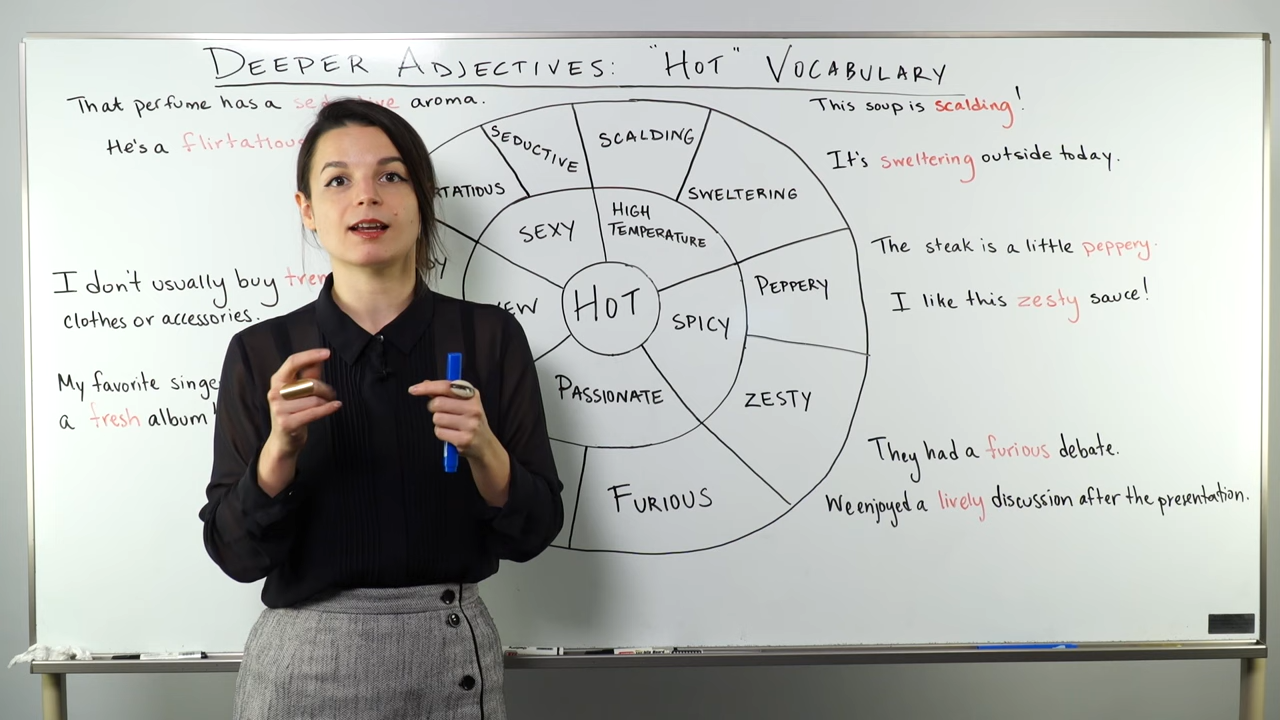 DEEPER ADJECTIVES: "HOT" VOCABULARY
That perfume has a aroma.
He's a flirtatious
I don't usually buy
clothes or accessories.
My favorite
a fresh album!
SEDUCTIVE
SCALDING
SWELTERING
SEXY
HIGH
TEMPERATURE
PEPPERY
HOT
SPICY
PASSIONATE
ZESTY
FURIOUS
This soup is scalding!
It's sweltering outside today.
The steak is a little peppery.
I like this zesty sauce!
They had a furious debate.
We enjoyed a lively discussion after the presentation.